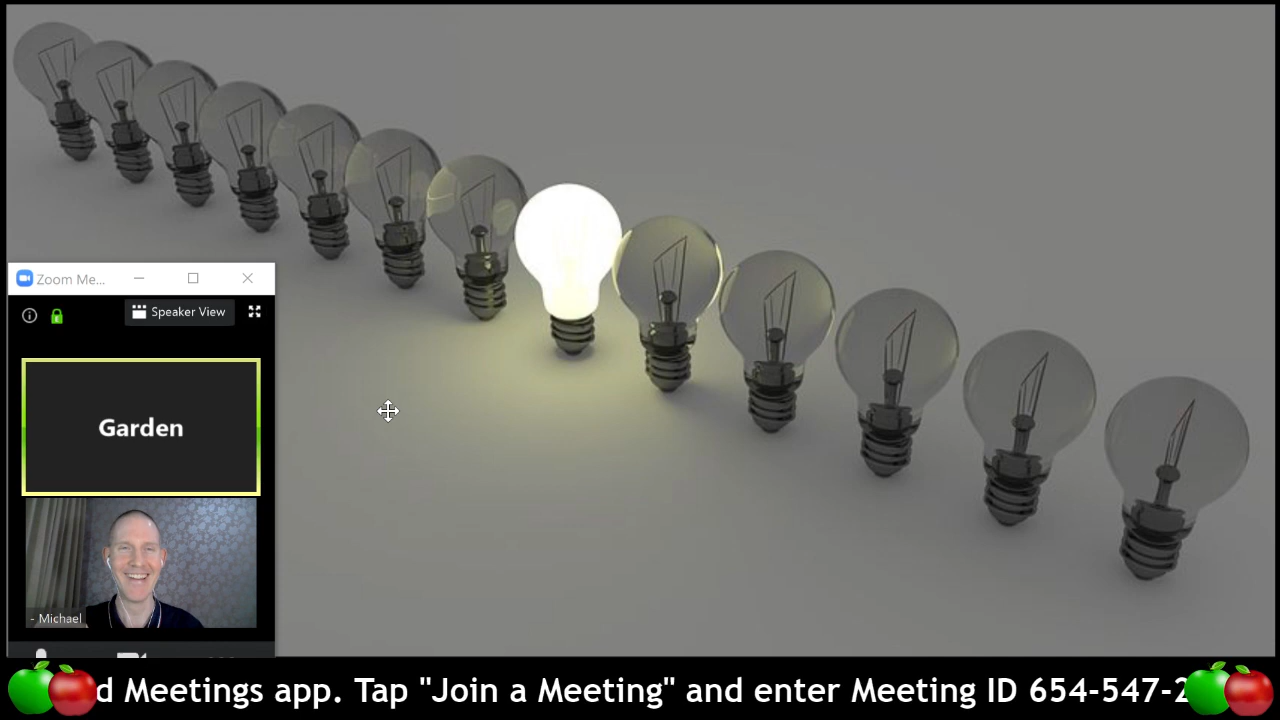 Zoom Me...
Speaker View
Garden
- Michael
d Meetings app. Tap "Join a Meeting" and enter Meeting ID 654-547-2